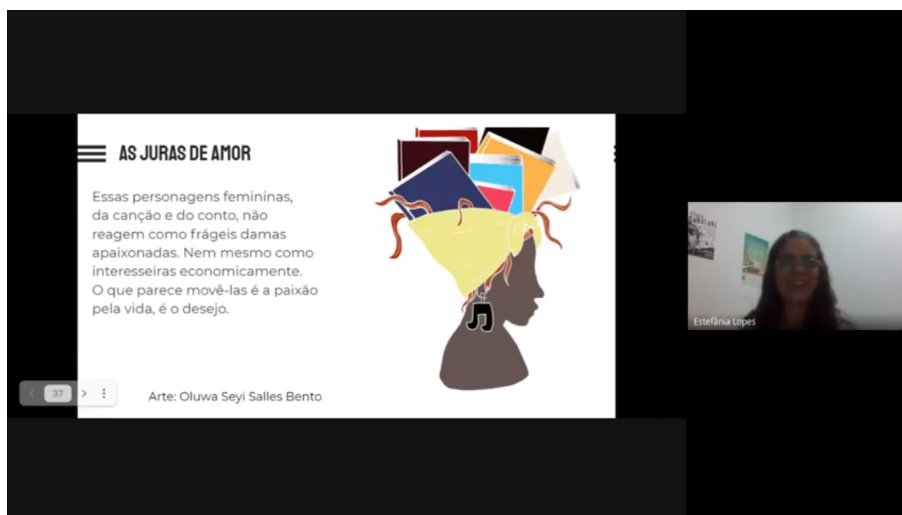 AS JURAS DE AMOR
Essas personagens femininas,
da canção e do conto, não
reagem como frágeis damas
apaixonadas. Nem mesmo como
interesseiras economicamente.
O que parece movê-las é a paixão
pela vida, é o desejo.
37
Arte: Oluwa Seyi Salles Bento
Estefânia Lopes